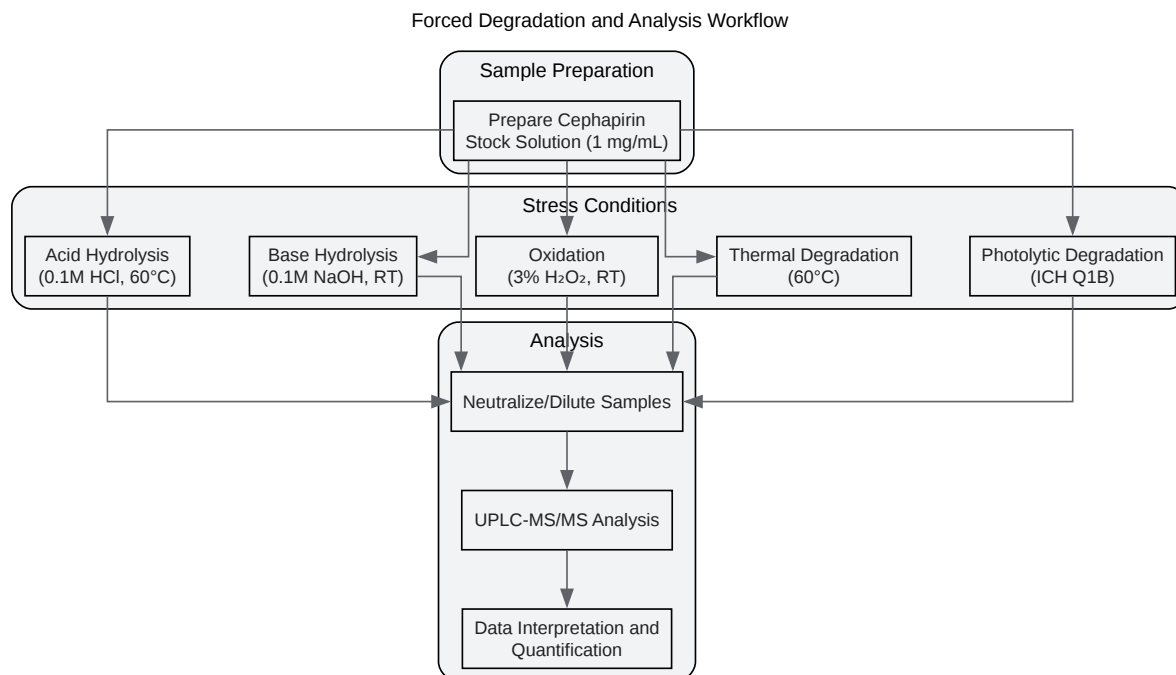 Forced Degradation and Analysis Workflow
Sample Preparation
Prepare Cephapirin
Stock Solution (1 mg/mL)
Stress Conditions
Acid Hydrolysis
(0.1M HCl, 60°C)
Base Hydrolysis
(0.1M NaOH, RT)
Oxidation
(3% H₂O₂, RT)
Thermal Degradation
(60°C)
Photolytic Degradation
(ICH Q1B)
Analysis
Neutralize/Dilute Samples
UPLC-MS/MS Analysis
Data Interpretation and
Quantification